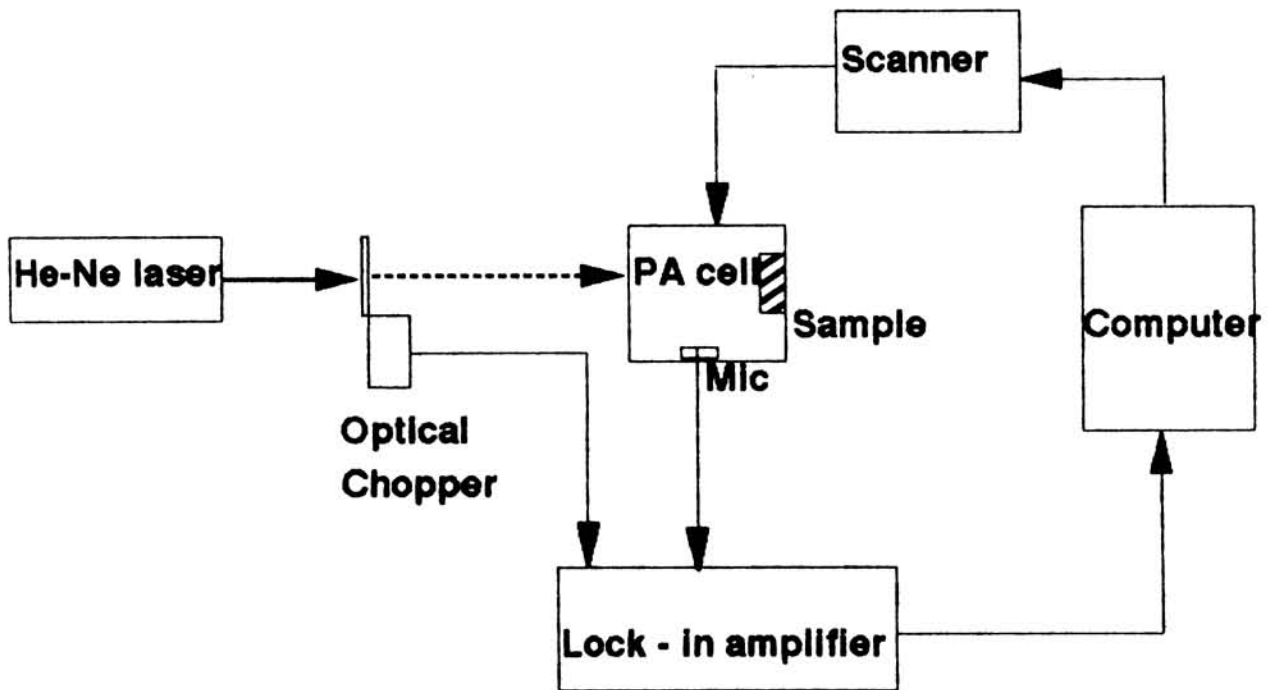 Scanner
He-Ne laser
PA cell
Sample
Computer
Mic
Optical
Chopper
Lock - in amplifier